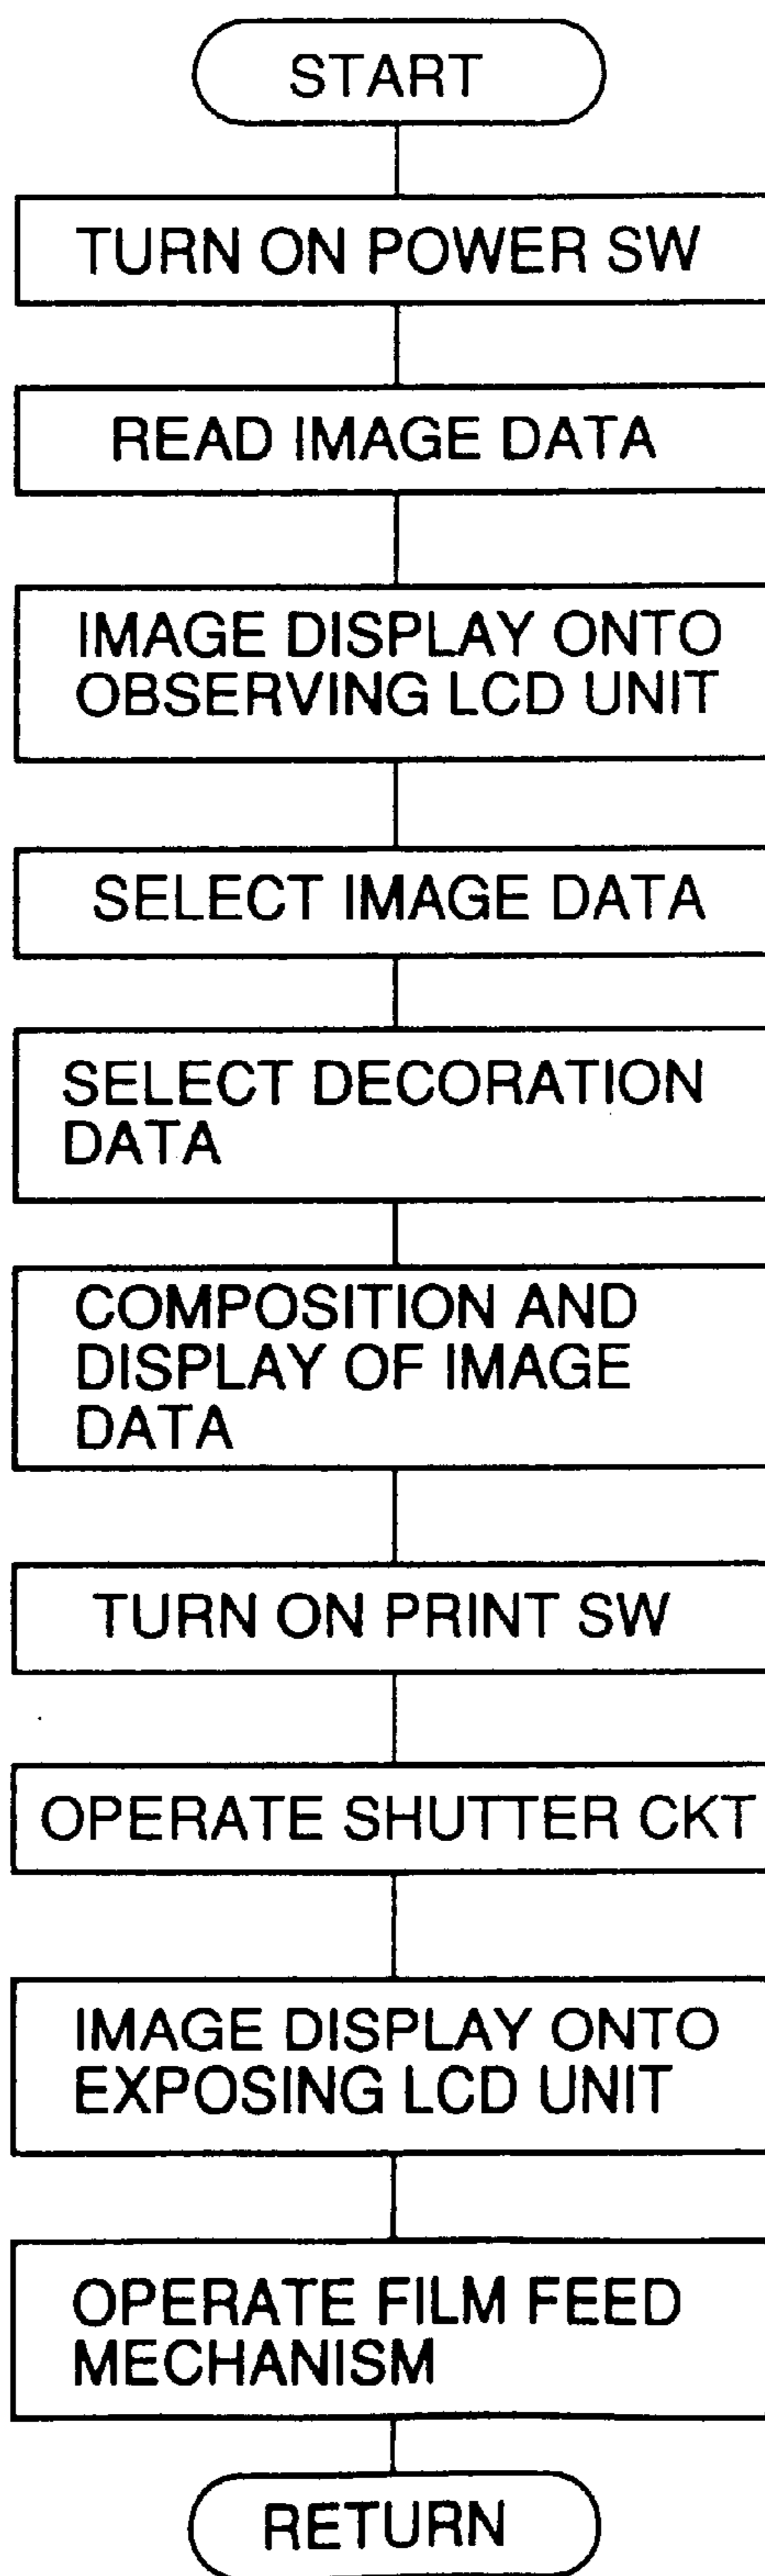 START
TURN ON POWER SW
READ IMAGE DATA
IMAGE DISPLAY ONTO
OBSERVING LCD UNIT
SELECT IMAGE DATA
SELECT DECORATION
DATA
COMPOSITION AND
DISPLAY OF IMAGE
DATA
TURN ON PRINT SW
OPERATE SHUTTER CKT
IMAGE DISPLAY ONTO
EXPOSING LCD UNIT
OPERATE FILM FEED
MECHANISM
RETURN